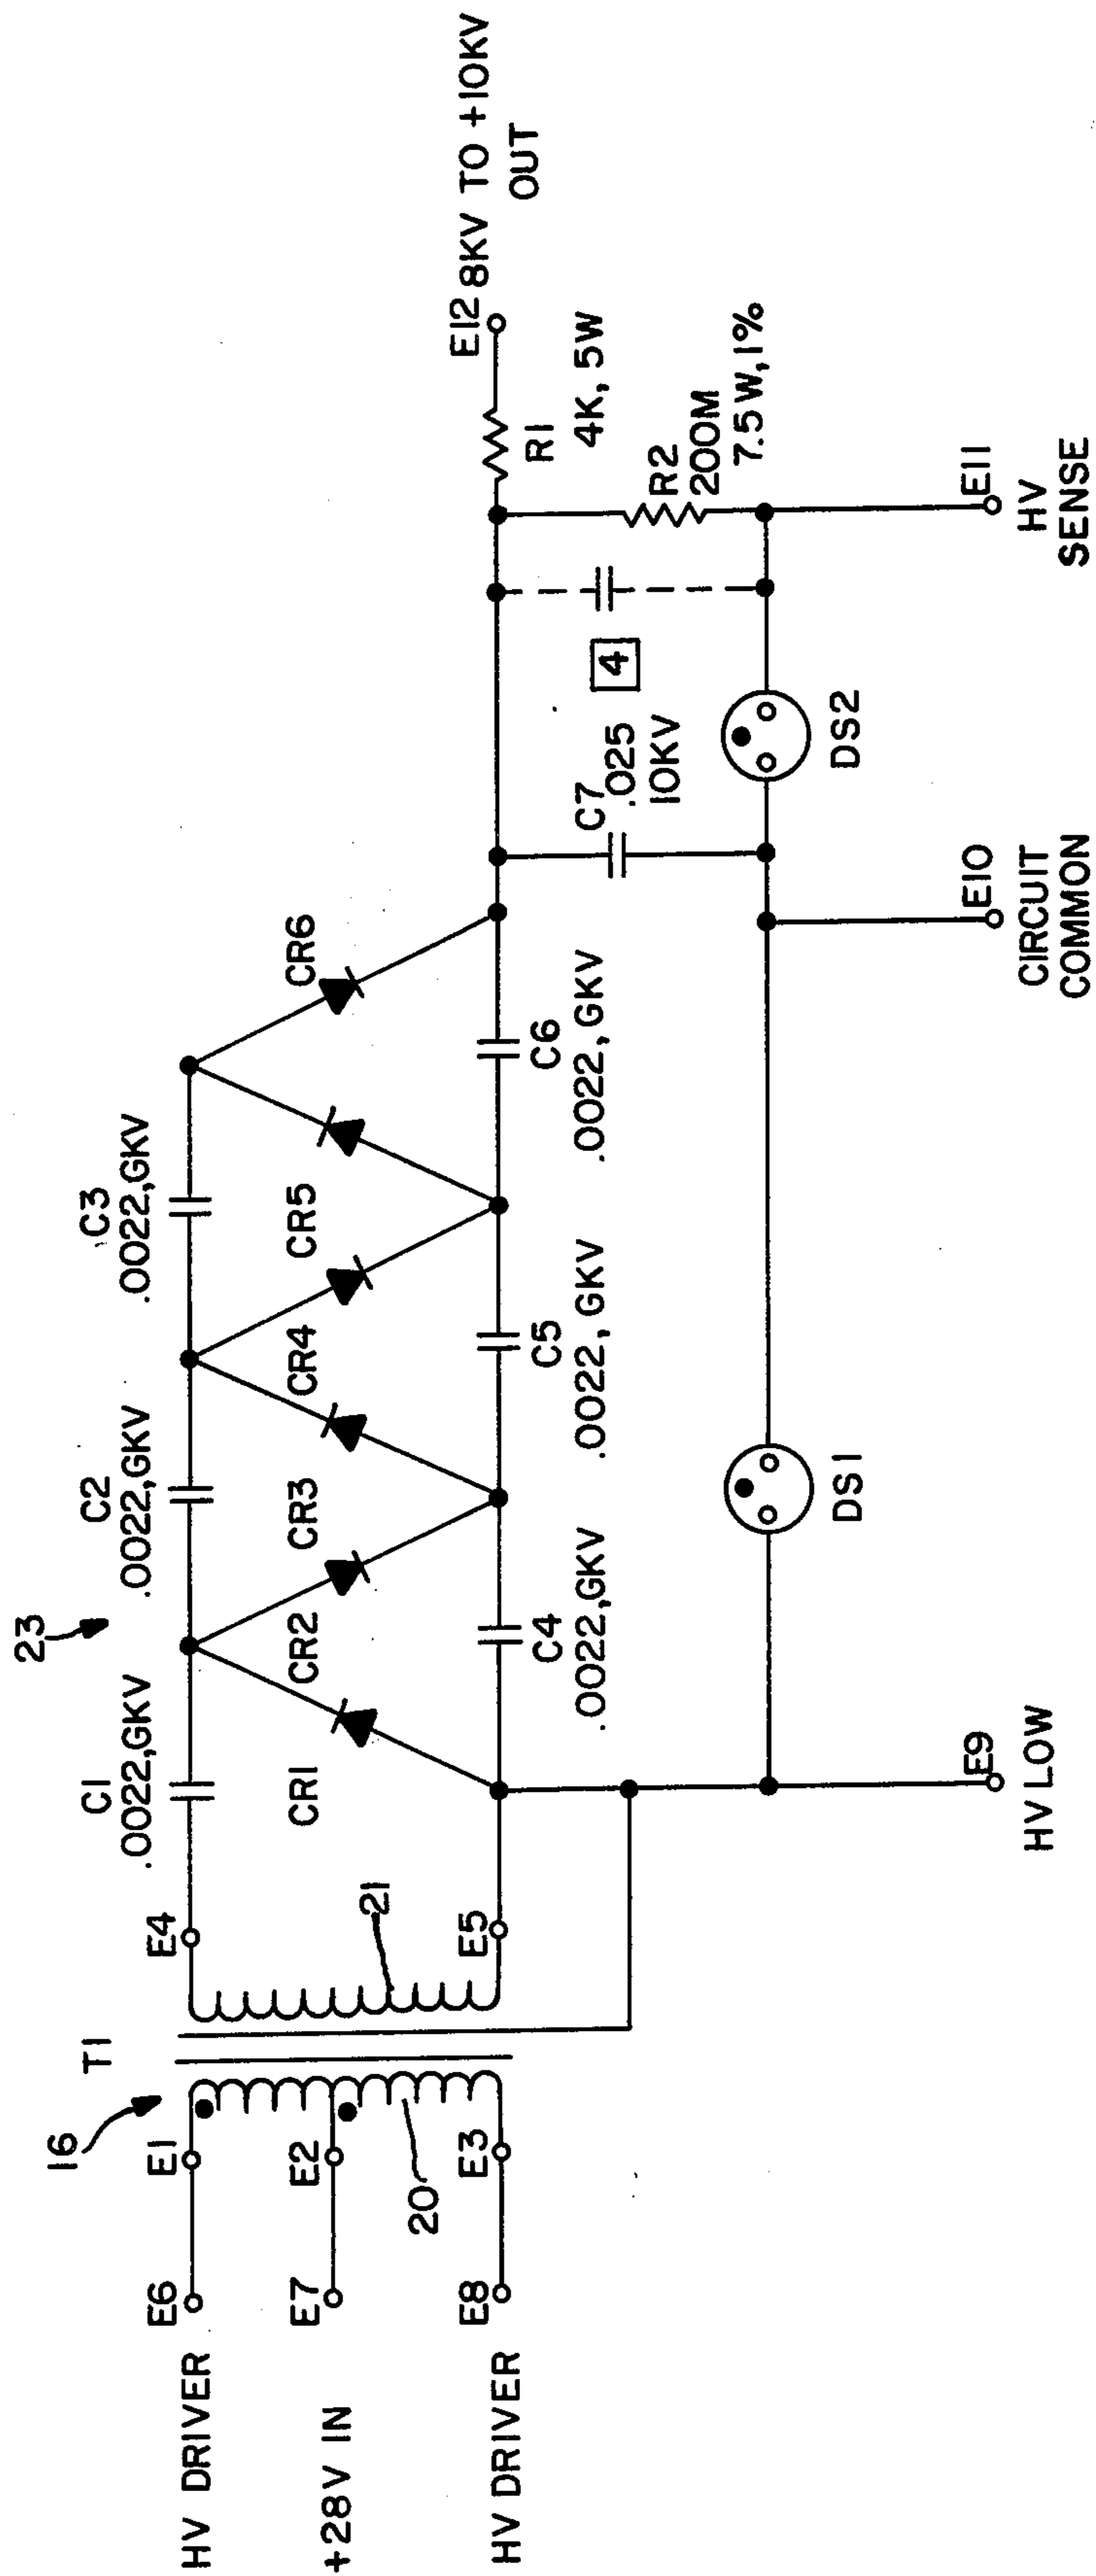 23
C1
.0022,GKV
C2
.0022,GKV
C3
.0022,GKV
16
T1
HV DRIVER
E6
E1
E4
CR1
CR2
CR3
CR4
CR5
CR6
+28V IN
E7
E2
20
21
HV DRIVER
E8
E3
E5
C4
.0022,GKV
C5
.0022, GKV
C6
.0022, GKV
C7
.025
10KV
4
R1
4K, 5W
E12
8KV TO +10KV
OUT
R2
200M
7.5W, 1%
DS1
DS2
E9
HV LOW
E10
CIRCUIT
COMMON
E11
HV
SENSE